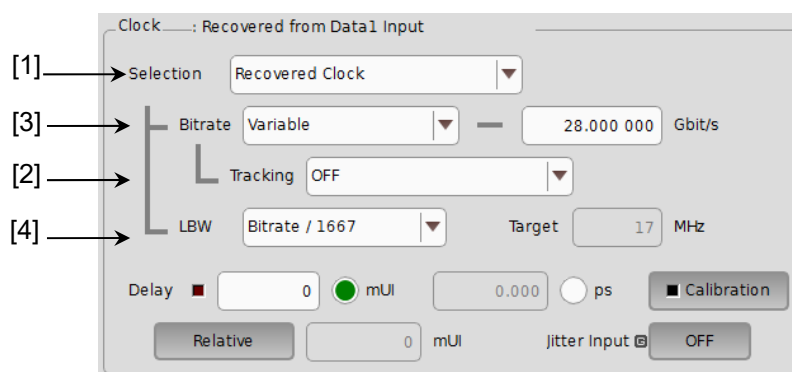 Clock : Recovered from Data1 Input
[1] Selection Recovered Clock
[3] Bitrate Variable 28.000 000 Gbit/s
[2] Tracking OFF
[4] LBW Bitrate / 1667 Target 17 MHz
Delay 0 mUI 0.000 ps Calibration
Relative 0 mUI Jitter Input G OFF